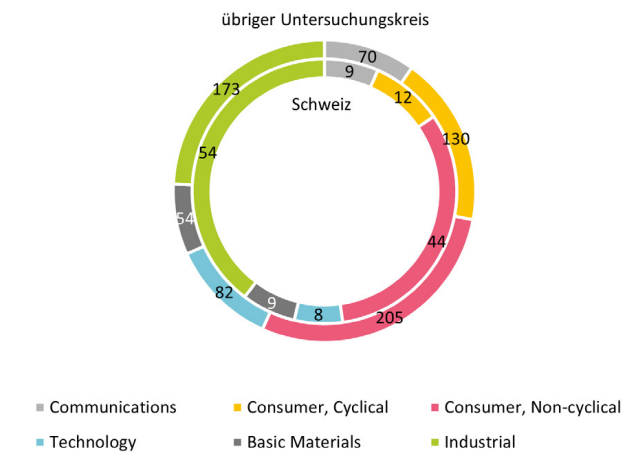 übriger Untersuchungskreis
70
9
173
12
Schweiz
130
54
54
44
82
9
8
205
Communications
Consumer, Cyclical
Consumer, Non-cyclical
Technology
Basic Materials
Industrial